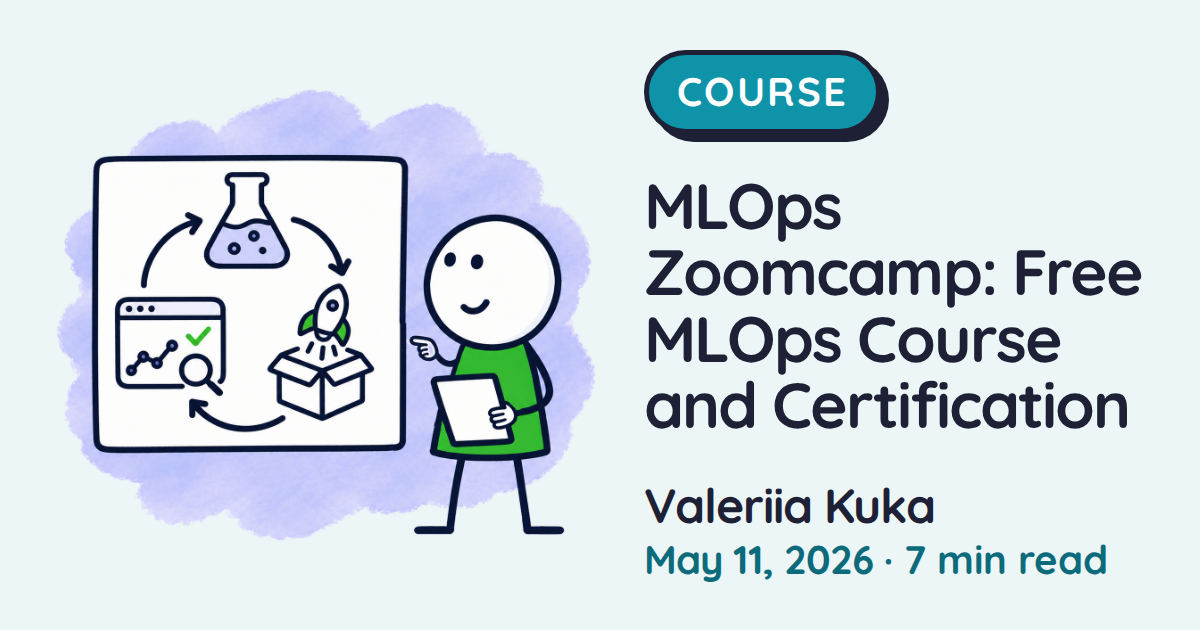 COURSE
MLOps
Zoomcamp: Free
MLOps Course
and Certification
Valeriia Kuka
May 11, 2026 · 7 min read